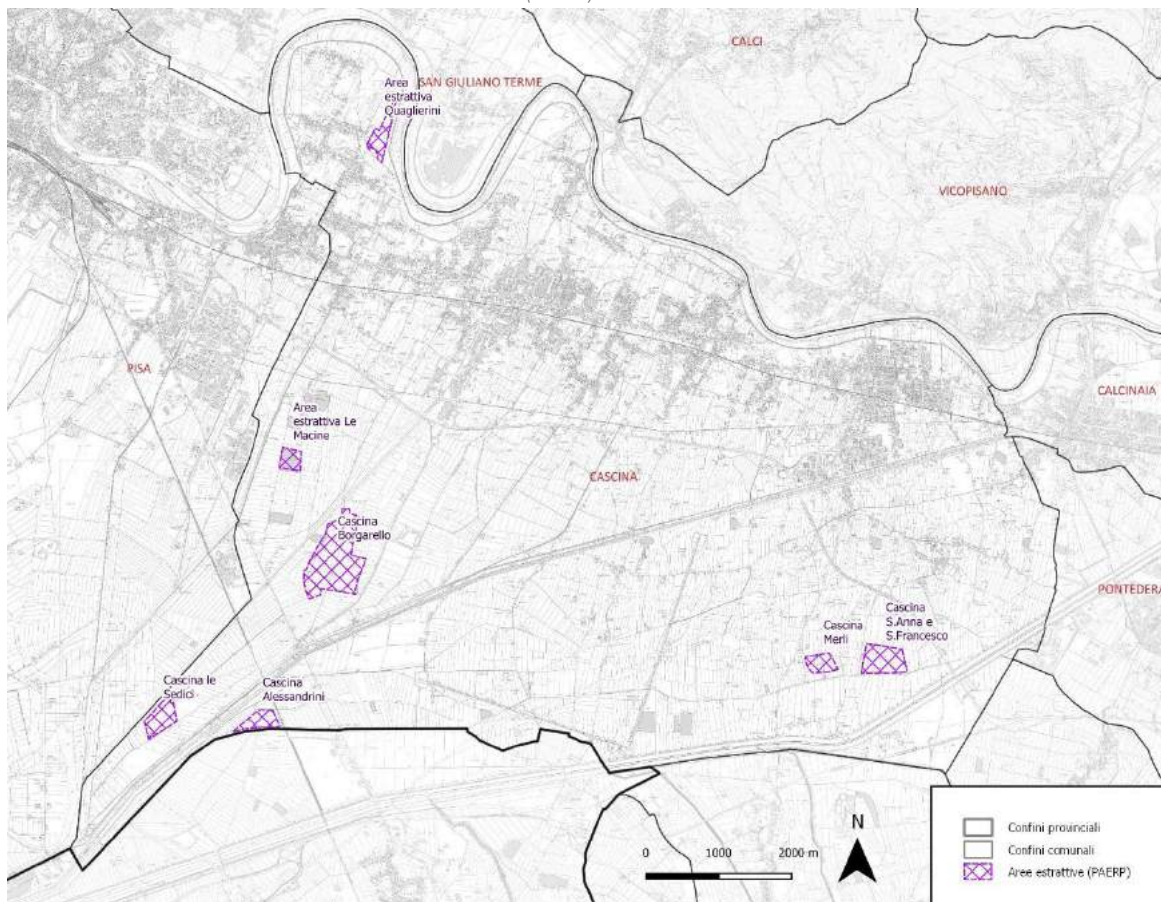 CALCI
Area
estrattiva
Quaglierini
SAN GIULIANO TERME
VICOPISANO
PISA
CALCINAIA
Area
estrattiva Le
Macine
CASCINA
Cascina
Borgarello
PONTEDERA
Cascina
S.Anna e
S.Francesco
Cascina
Merli
Cascina le
Sedici
Cascina
Alessandrini
N
0 1000 2000 m
Confini provinciali
Confini comunali
Aree estrattive (PAERP)